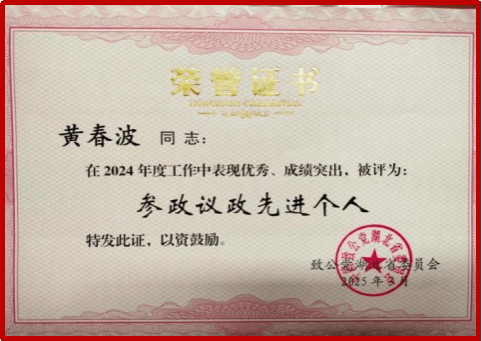 荣誉证书
黄春波 同志：
在2024年度工作中表现优秀、成绩突出，被评为：
参政议政先进个人
特发此证，以资鼓励。
致公党湖北省委员会
2025年3月